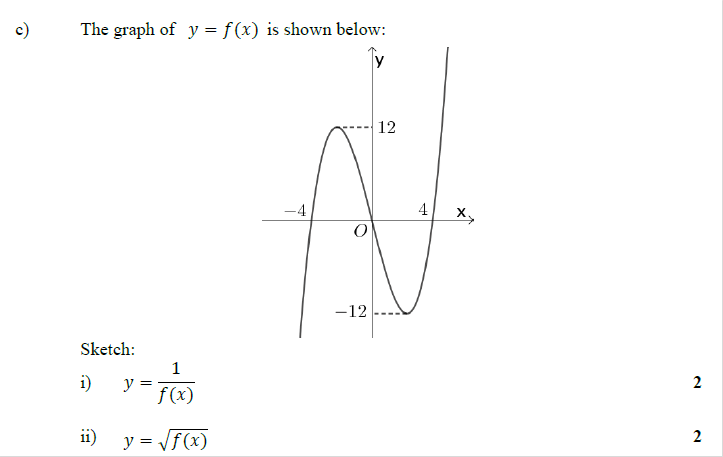 c) The graph of y = f(x) is shown below:
y
12
−4
4
x
O
−12
Sketch:
i) y = 1/f(x) 2
ii) y = √f(x) 2